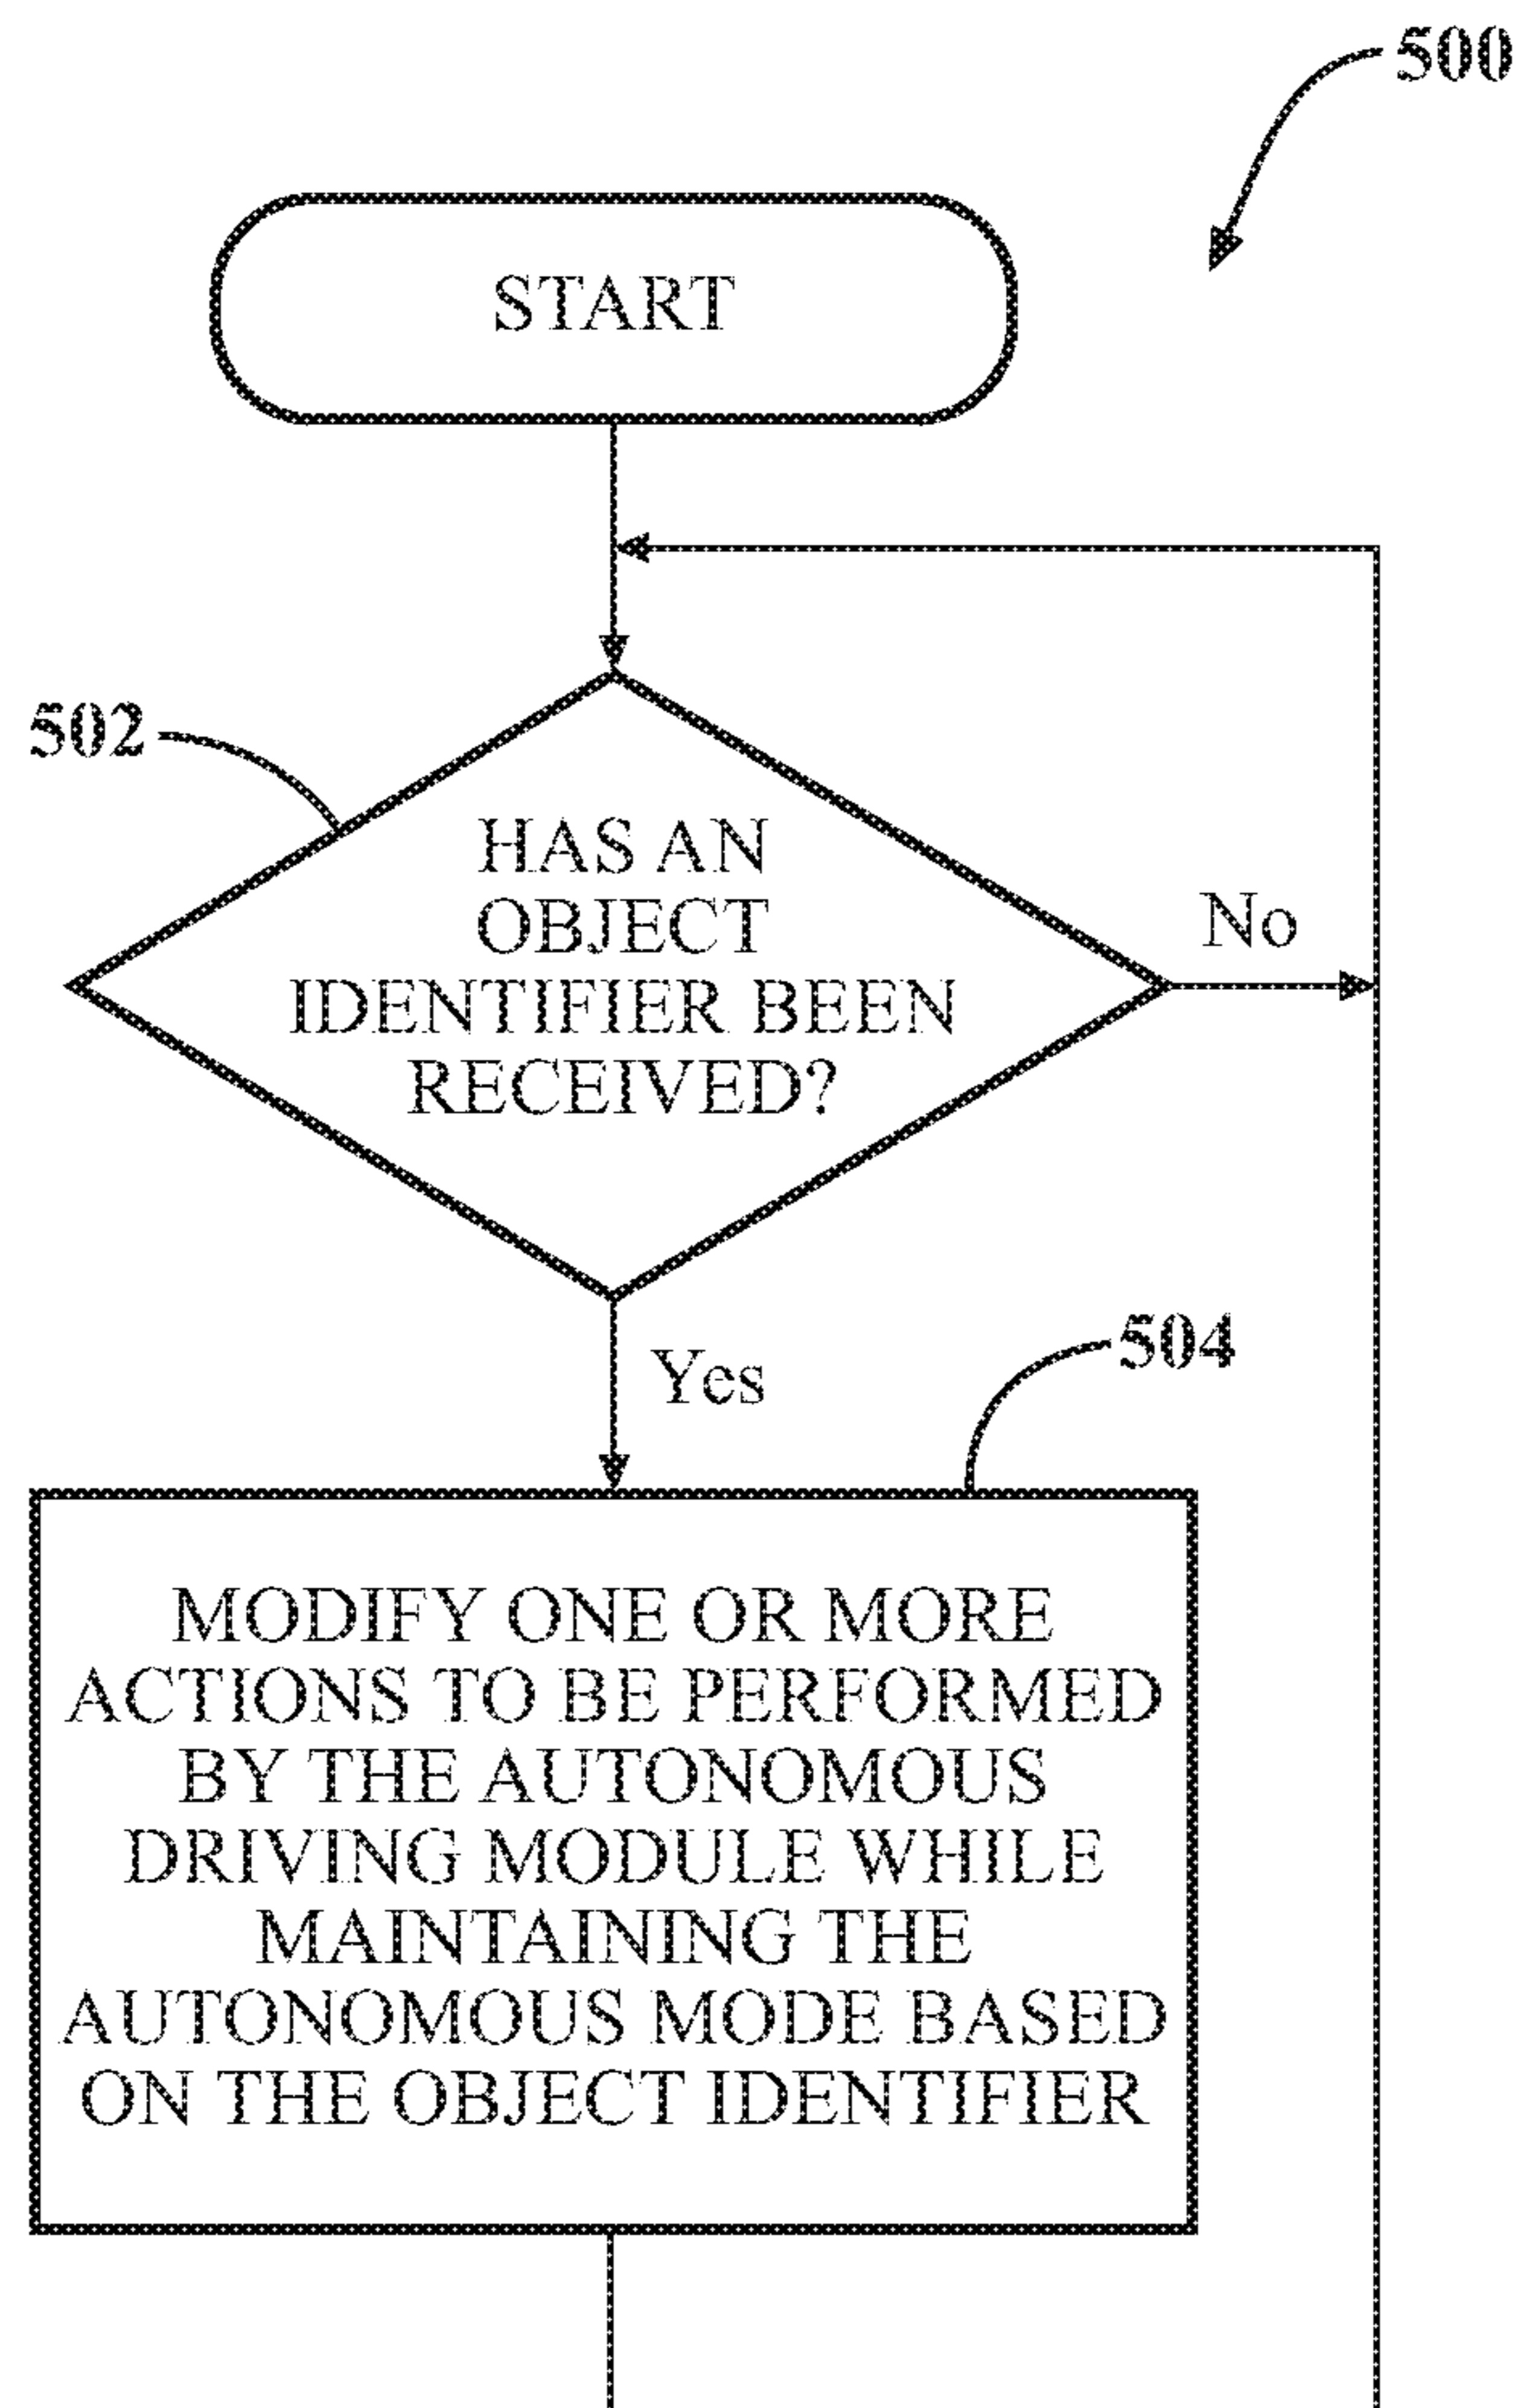 500
START
502
HAS AN
OBJECT
IDENTIFIER BEEN
RECEIVED?
No
Yes
504
MODIFY ONE OR MORE
ACTIONS TO BE PERFORMED
BY THE AUTONOMOUS
DRIVING MODULE WHILE
MAINTAINING THE
AUTONOMOUS MODE BASED
ON THE OBJECT IDENTIFIER